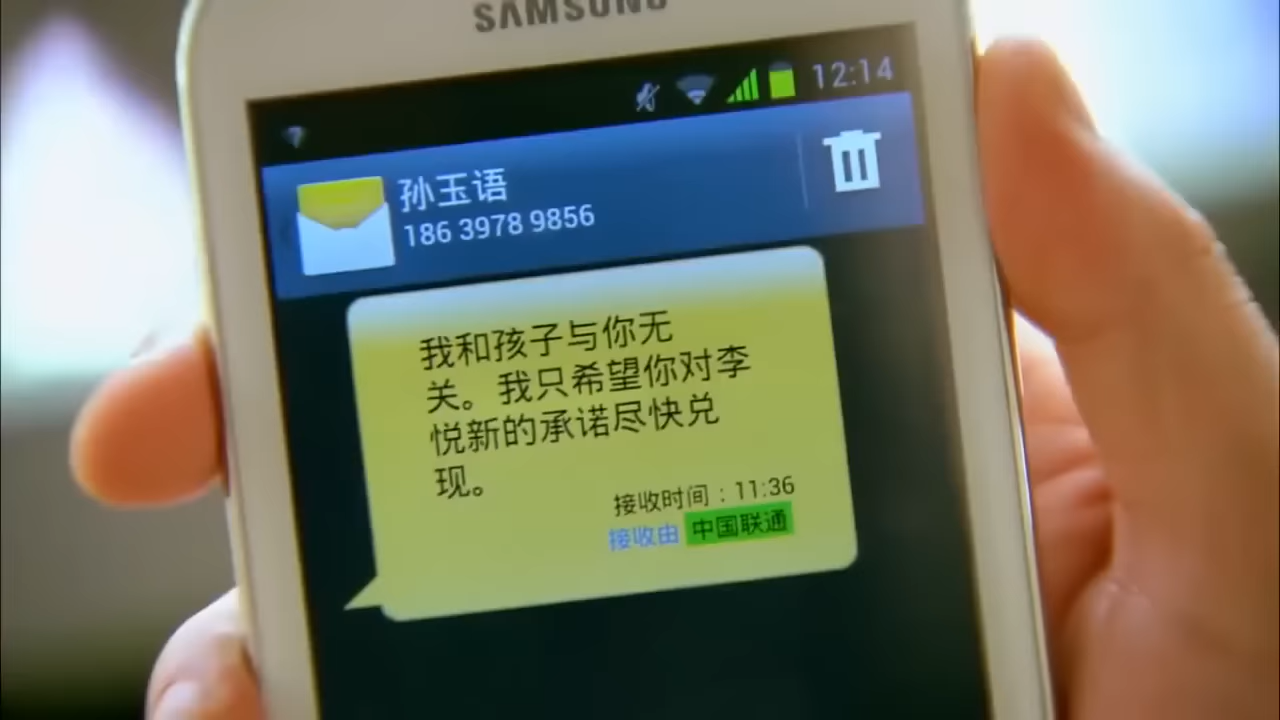 SAMSUNG
12:14
孙玉语
186 3978 9856
我和孩子与你无
关。我只希望你对李
悦新的承诺尽快兑
现。
接收时间：11:36
接收由 中国联通